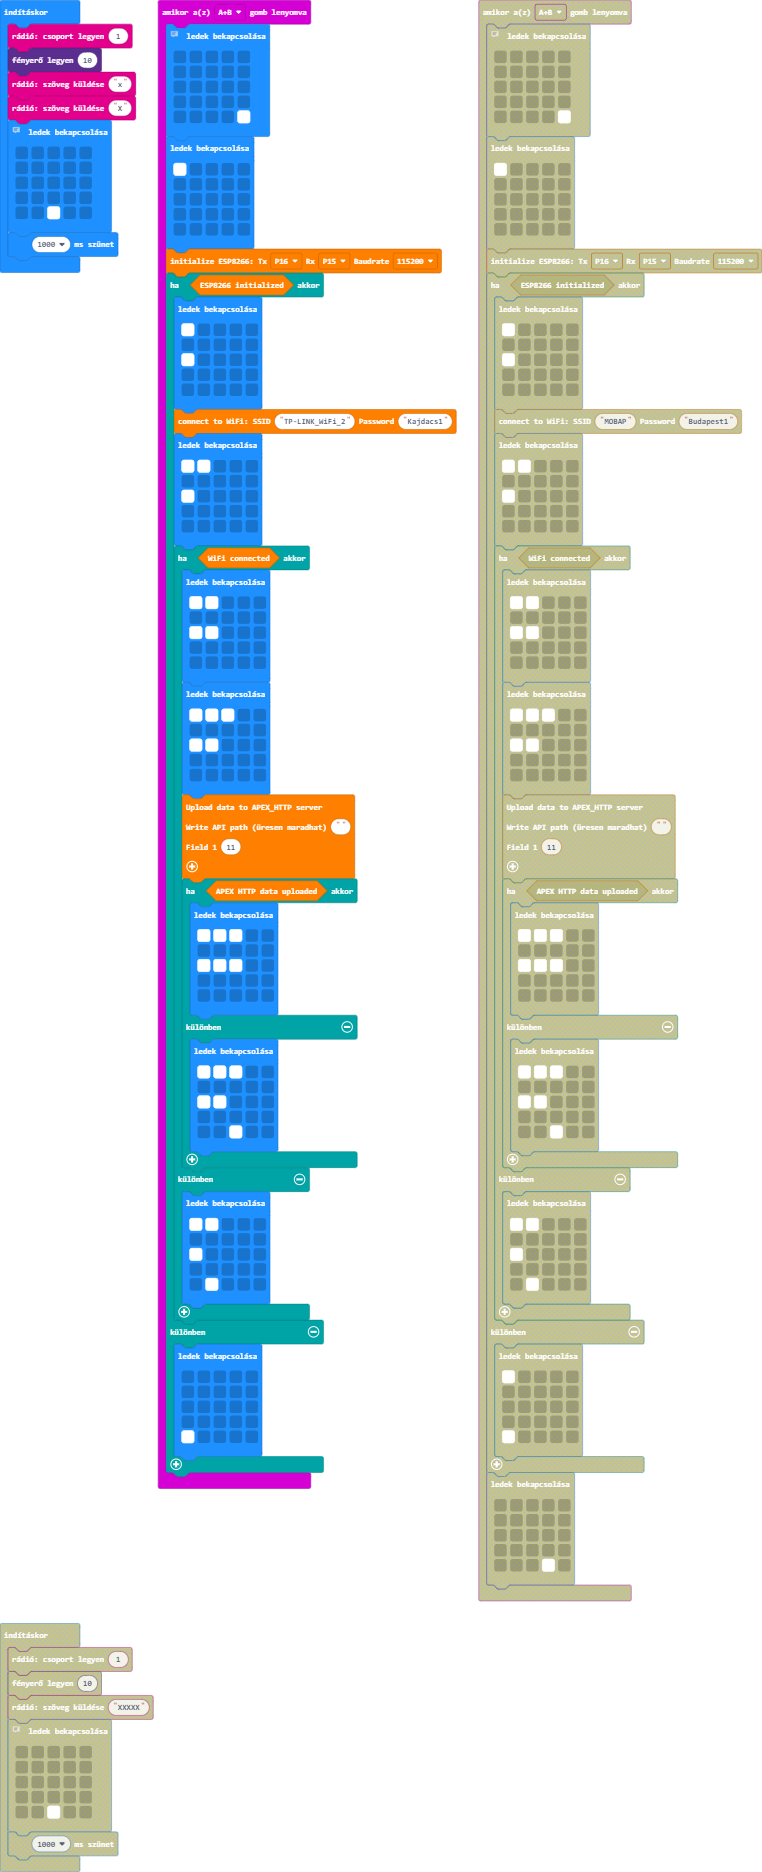 indításkor
rádió: csoport legyen 1
fényerő legyen 10
rádió: szöveg küldése "x"
rádió: szöveg küldése "X"
ledek bekapcsolása
1000 ms szünet
amikor a(z) A+B gomb lenyomva
ledek bekapcsolása
ledek bekapcsolása
initialize ESP8266: Tx P16 Rx P15 Baudrate 115200
ha ESP8266 initialized akkor
ledek bekapcsolása
connect to WiFi: SSID "TP-LINK_WiFi_2" Password "Kajdacs1"
ledek bekapcsolása
ha WiFi connected akkor
ledek bekapcsolása
ledek bekapcsolása
Upload data to APEX_HTTP server
Write API path (üresen maradhat) ""
Field 1 11
ha APEX HTTP data uploaded akkor
ledek bekapcsolása
különben
ledek bekapcsolása
különben
ledek bekapcsolása
különben
ledek bekapcsolása
amikor a(z) A+B gomb lenyomva
ledek bekapcsolása
ledek bekapcsolása
initialize ESP8266: Tx P16 Rx P15 Baudrate 115200
ha ESP8266 initialized akkor
ledek bekapcsolása
connect to WiFi: SSID "MOBAP" Password "Budapest1"
ledek bekapcsolása
ha WiFi connected akkor
ledek bekapcsolása
ledek bekapcsolása
Upload data to APEX_HTTP server
Write API path (üresen maradhat) ""
Field 1 11
ha APEX HTTP data uploaded akkor
ledek bekapcsolása
különben
ledek bekapcsolása
különben
ledek bekapcsolása
különben
ledek bekapcsolása
ledek bekapcsolása
indításkor
rádió: csoport legyen 1
fényerő legyen 10
rádió: szöveg küldése "XXXXX"
ledek bekapcsolása
1000 ms szünet